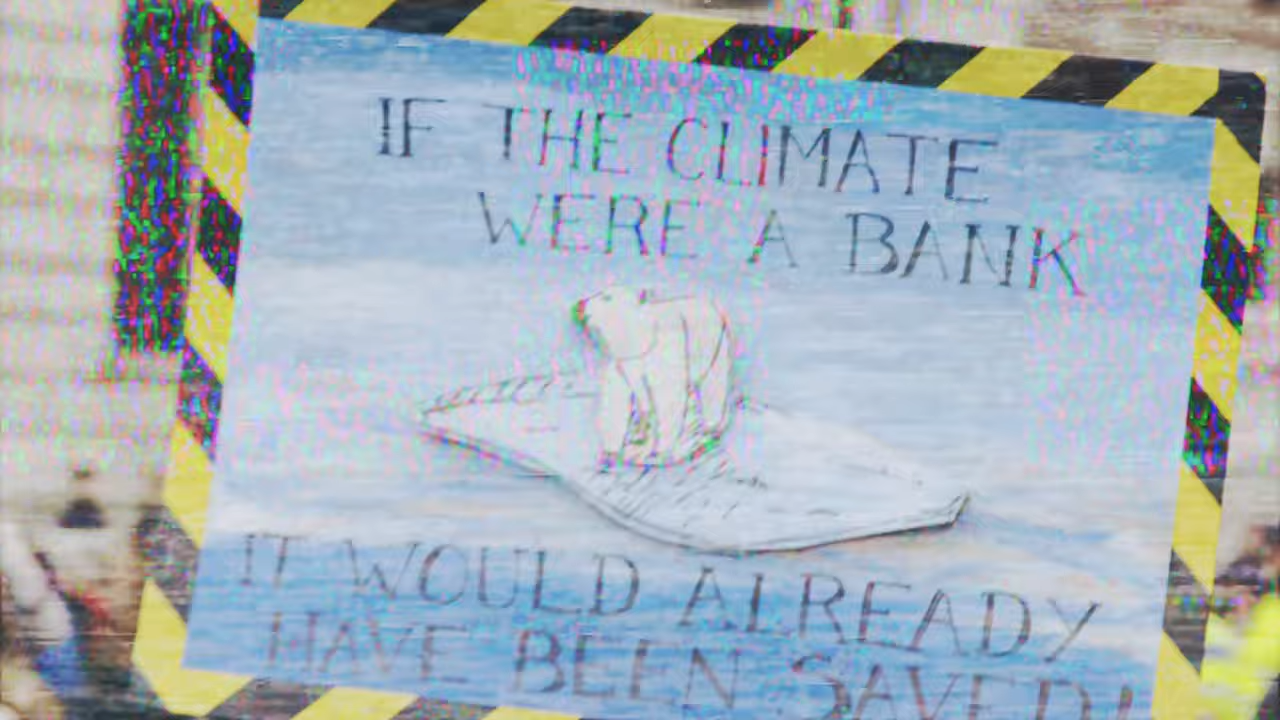 IF THE CLIMATE
WERE A BANK
IT WOULD ALREADY
HAVE BEEN SAVED!